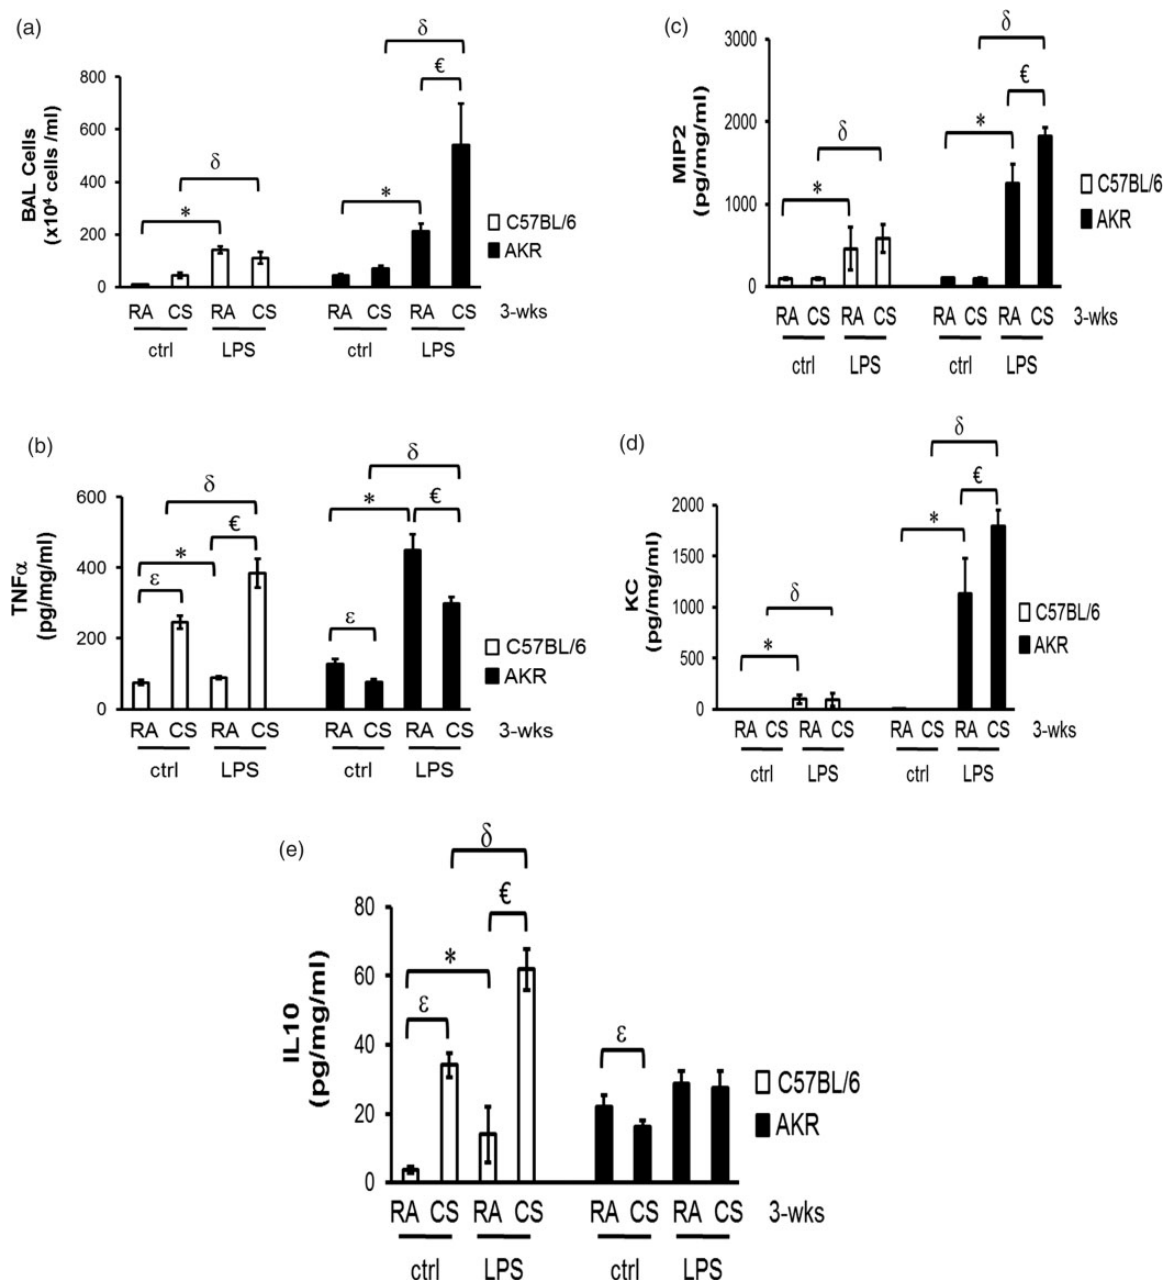 (a)
δ
€
δ
*
*
800
600
400
200
0
BAL Cells
(x10⁴ cells /ml)
C57BL/6
AKR
RA CS RA CS RA CS RA CS 3-wks
ctrl LPS ctrl LPS
(c)
δ
€
*
δ
*
3000
2000
1000
0
MIP2
(pg/mg/ml)
C57BL/6
AKR
RA CS RA CS RA CS RA CS 3-wks
ctrl LPS ctrl LPS
(b)
δ
δ
*
€
€
*
ε
ε
600
400
200
0
TNFα
(pg/mg/ml)
C57BL/6
AKR
RA CS RA CS RA CS RA CS 3-wks
ctrl LPS ctrl LPS
(d)
δ
€
*
δ
*
2000
1500
1000
500
0
KC
(pg/mg/ml)
C57BL/6
AKR
RA CS RA CS RA CS RA CS 3-wks
ctrl LPS ctrl LPS
(e)
δ
€
*
ε
ε
80
60
40
20
0
IL10
(pg/mg/ml)
C57BL/6
AKR
RA CS RA CS RA CS RA CS 3-wks
ctrl LPS ctrl LPS